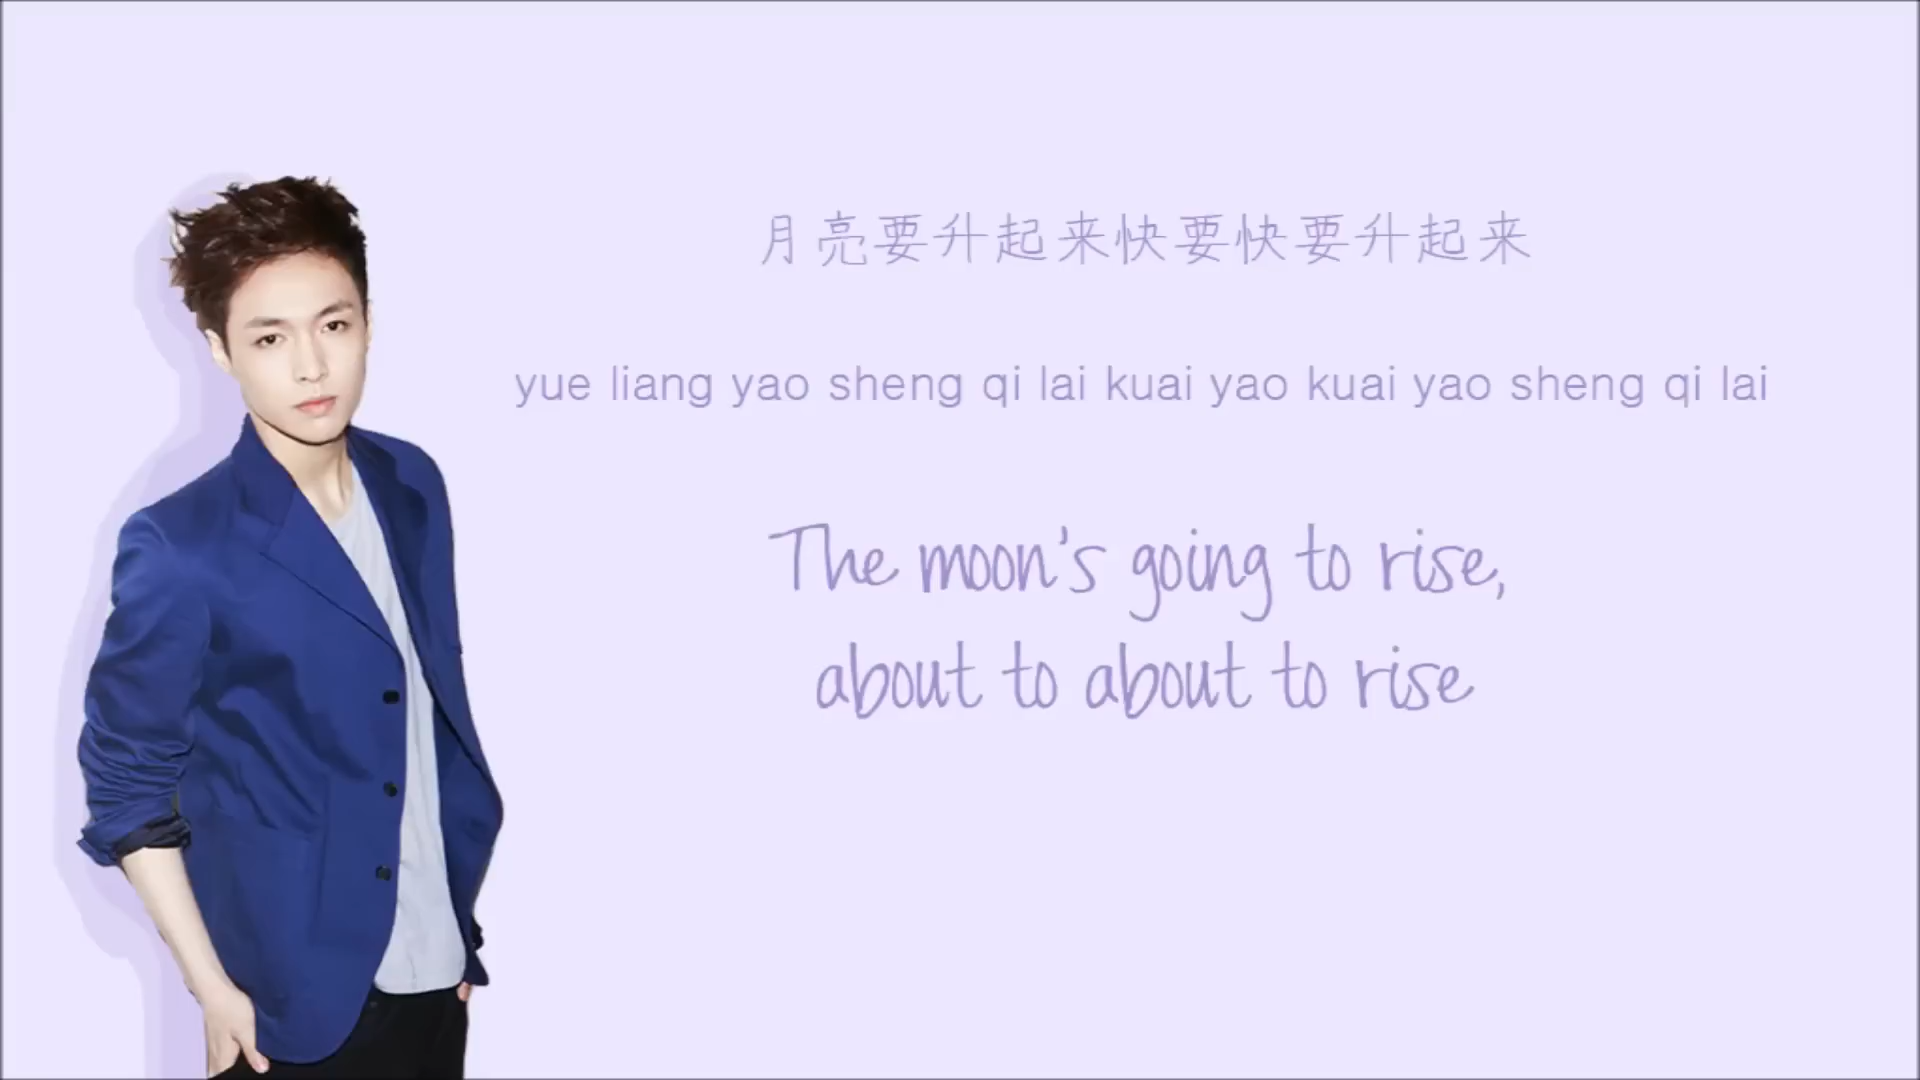 月亮要升起来快要快要升起来
yue liang yao sheng qi lai kuai yao kuai yao sheng qi lai
The moon's going to rise,
about to about to rise